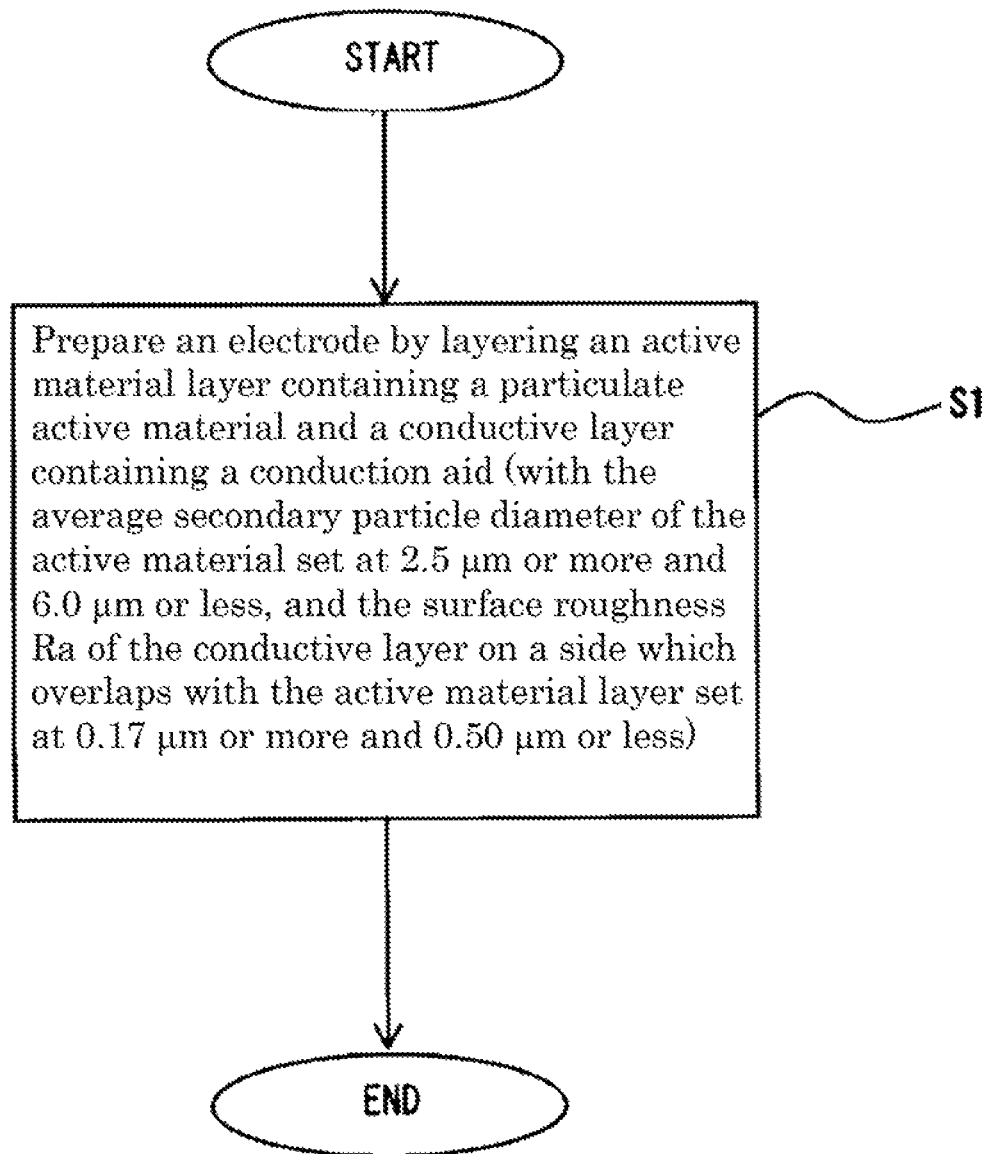 START
Prepare an electrode by layering an active
material layer containing a particulate
active material and a conductive layer
containing a conduction aid (with the
average secondary particle diameter of the
active material set at 2.5 µm or more and
6.0 µm or less, and the surface roughness
Ra of the conductive layer on a side which
overlaps with the active material layer set
at 0.17 µm or more and 0.50 µm or less)
S1
END